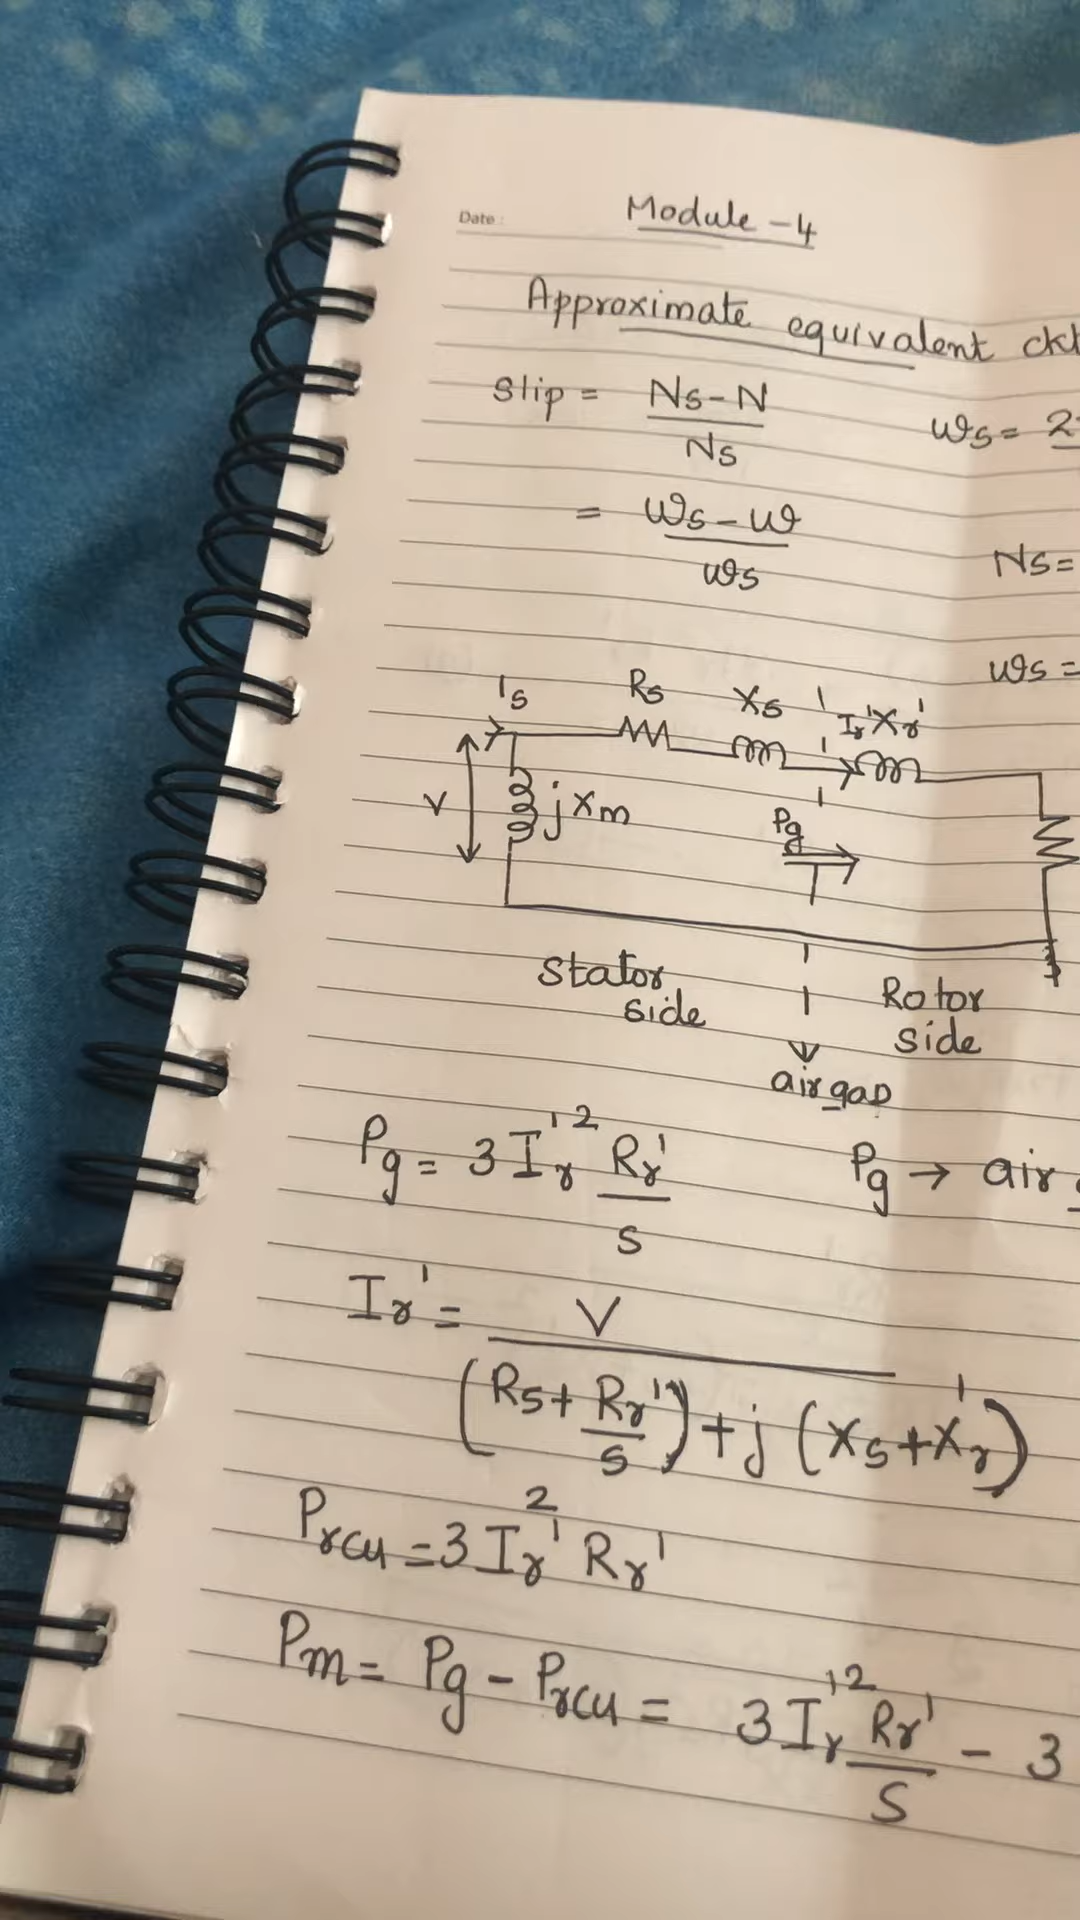 Date :
Module - 4
Approximate equivalent ckt
Slip = Ns - N / Ns
ωs = 2
= ωs - ω / ωs
Ns =
ωs =
Is Rs Xs Ir' Xr'
V jXm
Pg
Stator side
Rotor side
air gap
Pg = 3 Ir'² Rr' / s
Pg → air
Ir' = V / (Rs + Rr' / s) + j (Xs + Xr')
Prcu = 3 Ir'² Rr'
Pm = Pg - Prcu = 3 Ir'² Rr' / s - 3